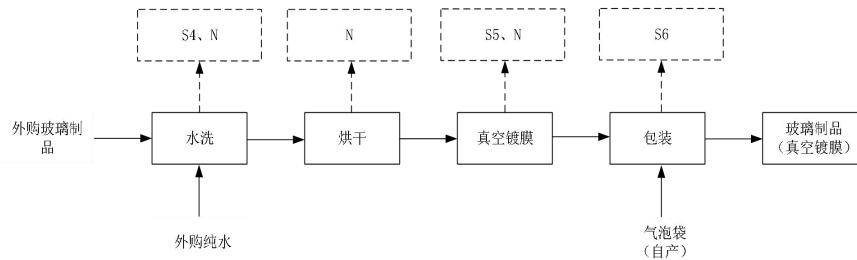 S4、N
N
S5、N
S6
外购玻璃制
品
水洗
烘干
真空镀膜
包装
玻璃制品
（真空镀膜）
外购纯水
气泡袋
（自产）